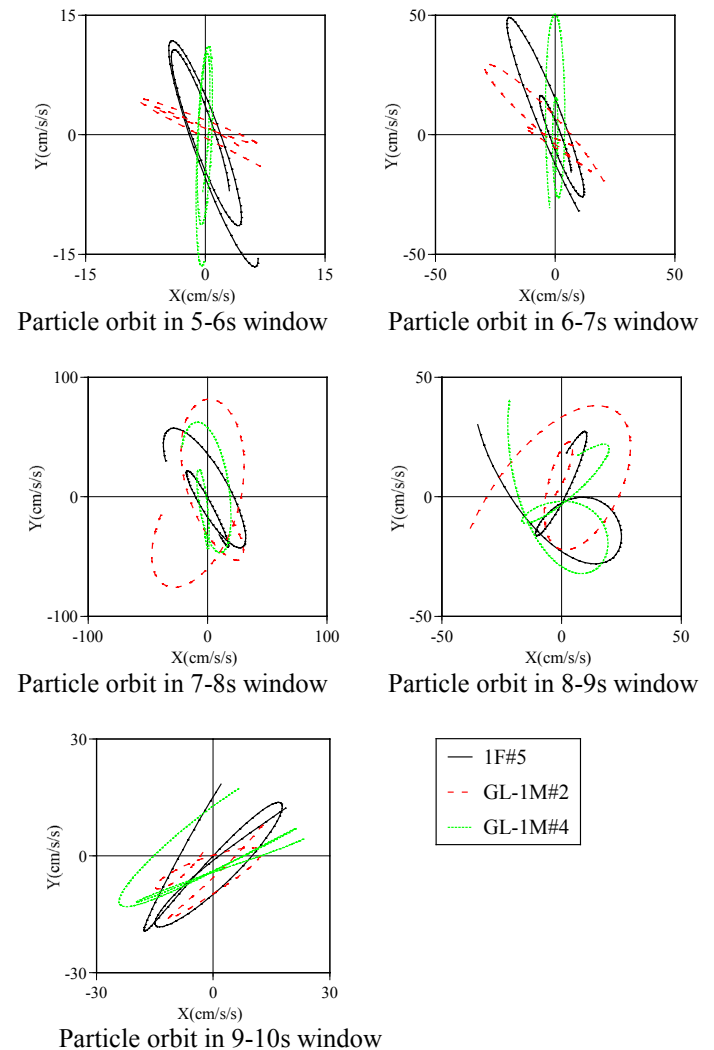 15
0
-15
-15
0
15
Y(cm/s/s)
X(cm/s/s)
Particle orbit in 5-6s window
50
0
-50
-50
0
50
Y(cm/s/s)
X(cm/s/s)
Particle orbit in 6-7s window
100
0
-100
-100
0
100
Y(cm/s/s)
X(cm/s/s)
Particle orbit in 7-8s window
50
0
-50
-50
0
50
Y(cm/s/s)
X(cm/s/s)
Particle orbit in 8-9s window
30
0
-30
-30
0
30
Y(cm/s/s)
X(cm/s/s)
Particle orbit in 9-10s window
1F#5
GL-1M#2
GL-1M#4